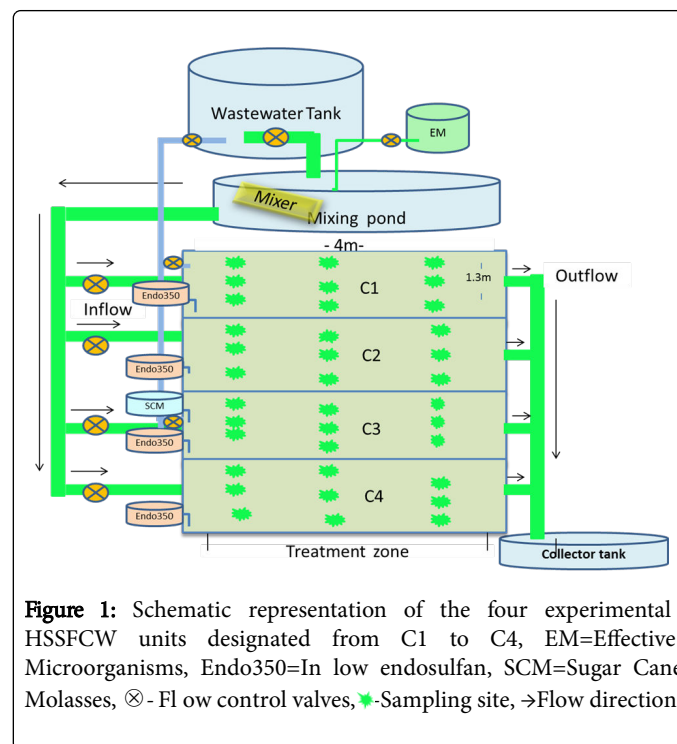 Wastewater Tank
EM
Mixer
Mixing pond
- 4m-
Endo350
C1
1.3m
Outflow
Inflow
C2
Endo350
SCM
C3
Endo350
C4
Endo350
Treatment zone
Collector tank
Figure 1: Schematic representation of the four experimental
HSSFCW units designated from C1 to C4, EM=Effective
Microorganisms, Endo350=In low endosulfan, SCM=Sugar Cane
Molasses, ⊗- Fl ow control valves, -Sampling site, →Flow direction